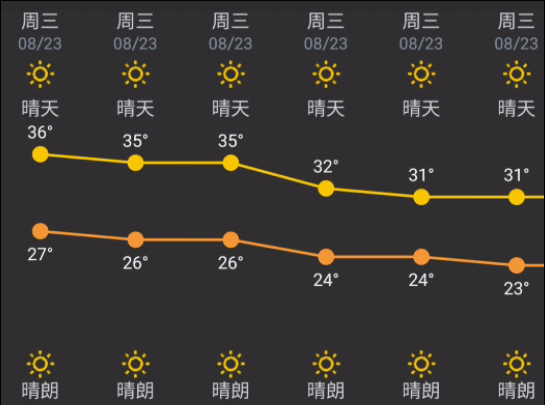 周三 周三 周三 周三 周三 周三
08/23 08/23 08/23 08/23 08/23 08/23
晴天 晴天 晴天 晴天 晴天 晴天
36° 35° 35° 32° 31° 31°
27° 26° 26° 24° 24° 23°
晴朗 晴朗 晴朗 晴朗 晴朗 晴朗